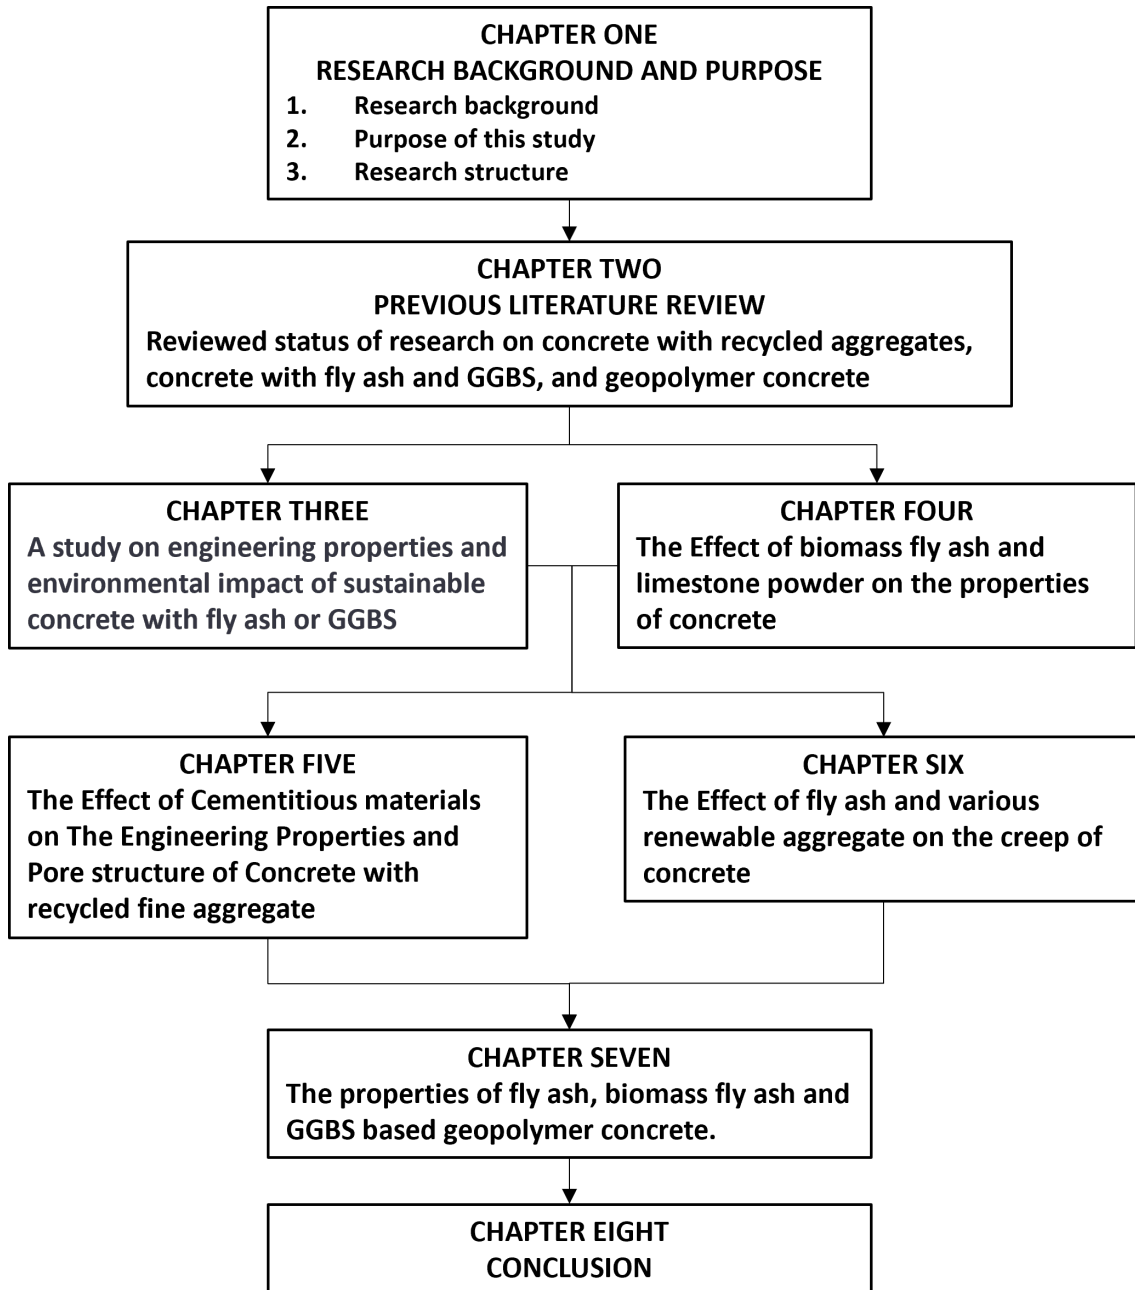 CHAPTER ONE
RESEARCH BACKGROUND AND PURPOSE
1. Research background
2. Purpose of this study
3. Research structure
CHAPTER TWO
PREVIOUS LITERATURE REVIEW
Reviewed status of research on concrete with recycled aggregates,
concrete with fly ash and GGBS, and geopolymer concrete
CHAPTER THREE
A study on engineering properties and
environmental impact of sustainable
concrete with fly ash or GGBS
CHAPTER FOUR
The Effect of biomass fly ash and
limestone powder on the properties
of concrete
CHAPTER FIVE
The Effect of Cementitious materials
on The Engineering Properties and
Pore structure of Concrete with
recycled fine aggregate
CHAPTER SIX
The Effect of fly ash and various
renewable aggregate on the creep of
concrete
CHAPTER SEVEN
The properties of fly ash, biomass fly ash and
GGBS based geopolymer concrete.
CHAPTER EIGHT
CONCLUSION